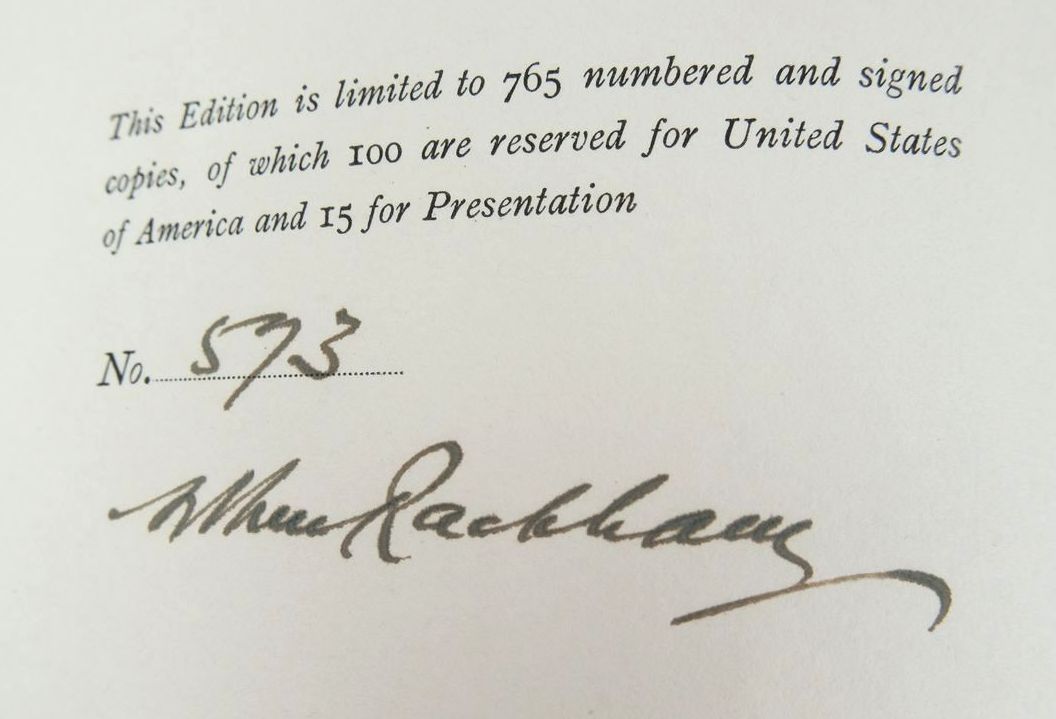 This Edition is limited to 765 numbered and signed
copies, of which 100 are reserved for United States
of America and 15 for Presentation
No. 573
Arthur Rackham